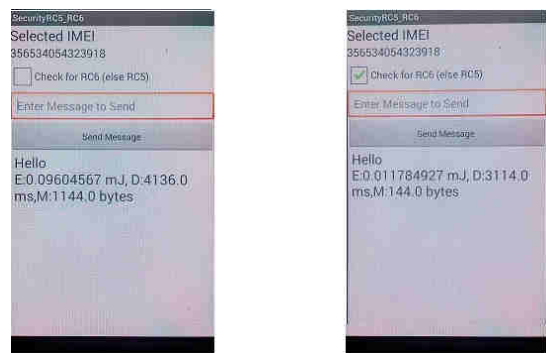 SecurityRC5_RC6
Selected IMEI
356534054323918
Check for RC6 (else RC5)
Enter Message to Send
Send Message
Hello
E:0.09604567 mJ, D:4136.0
ms,M:1144.0 bytes
SecurityRC5_RC6
Selected IMEI
356534054323918
Check for RC6 (else RC5)
Enter Message to Send
Send Message
Hello
E:0.011784927 mJ, D:3114.0
ms,M:144.0 bytes